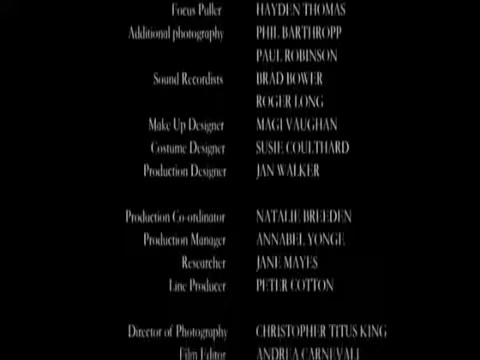 Focus Puller HAYDEN THOMAS
Additional photography PHIL BARTHROPP
PAUL ROBINSON
Sound Recordists BRAD BOWER
ROGER LONG
Make Up Designer MAGI VAUGHAN
Costume Designer SUSIE COULTHARD
Production Designer JAN WALKER
Production Co-ordinator NATALIE BREEDEN
Production Manager ANNABEL YONGE
Researcher JANE MAYES
Line Producer PETER COTTON
Director of Photography CHRISTOPHER TITUS KING
Film Editor ANDREA CARNEVALI